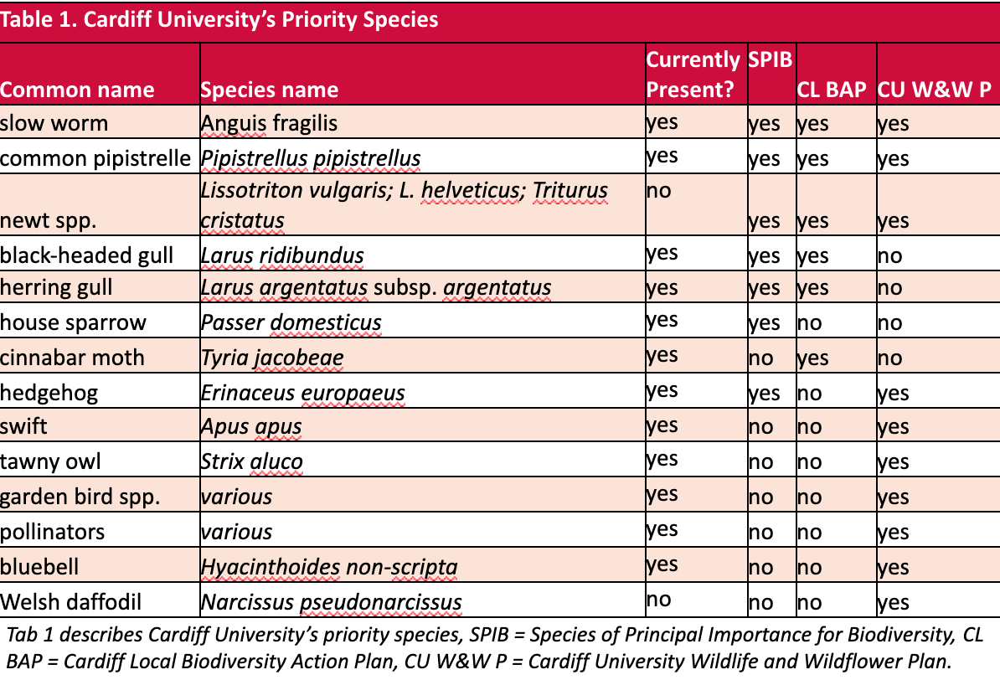 Table 1. Cardiff University’s Priority Species
Common name Species name Currently Present? SPIB CL BAP CU W&W P
slow worm Anguis fragilis yes yes yes yes
common pipistrelle Pipistrellus pipistrellus yes yes yes yes
newt spp. Lissotriton vulgaris; L. helveticus; Triturus cristatus no yes yes yes
black-headed gull Larus ridibundus yes yes yes no
herring gull Larus argentatus subsp. argentatus yes yes yes no
house sparrow Passer domesticus yes yes no no
cinnabar moth Tyria jacobeae yes no yes no
hedgehog Erinaceus europaeus yes yes no yes
swift Apus apus yes no no yes
tawny owl Strix aluco yes no no yes
garden bird spp. various yes no no yes
pollinators various yes no no yes
bluebell Hyacinthoides non-scripta yes no no yes
Welsh daffodil Narcissus pseudonarcissus no no no yes
Tab 1 describes Cardiff University’s priority species, SPIB = Species of Principal Importance for Biodiversity, CL
BAP = Cardiff Local Biodiversity Action Plan, CU W&W P = Cardiff University Wildlife and Wildflower Plan.